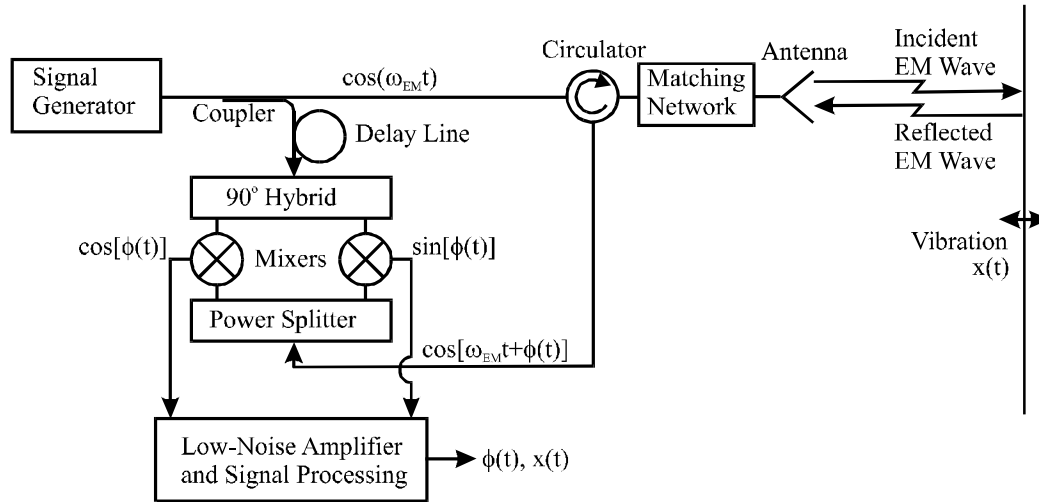 Signal
Generator
cos(ω_EM t)
Coupler
Delay Line
Circulator
Matching
Network
Antenna
Incident
EM Wave
Reflected
EM Wave
90° Hybrid
cos[ϕ(t)]
Mixers
sin[ϕ(t)]
Vibration
x(t)
Power Splitter
cos[ω_EM t+ϕ(t)]
Low-Noise Amplifier
and Signal Processing
ϕ(t), x(t)